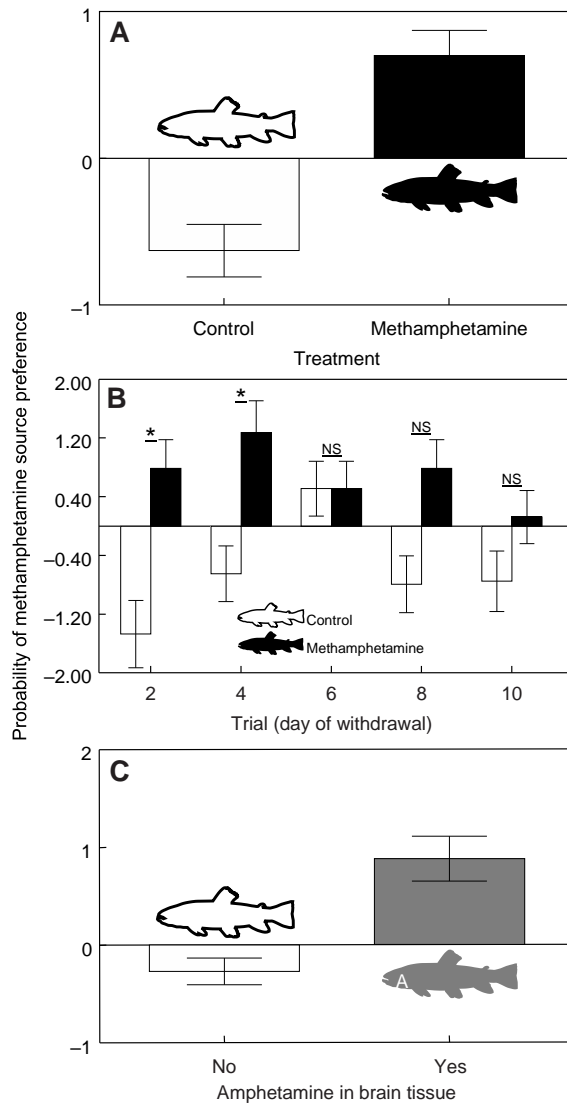 Probability of methamphetamine source preference
A
1
0
–1
Control
Methamphetamine
Treatment
B
2.00
1.20
0.40
–0.40
–1.20
–2.00
*
*
NS
NS
NS
Control
Methamphetamine
2
4
6
8
10
Trial (day of withdrawal)
C
2
1
0
–1
A
No
Yes
Amphetamine in brain tissue